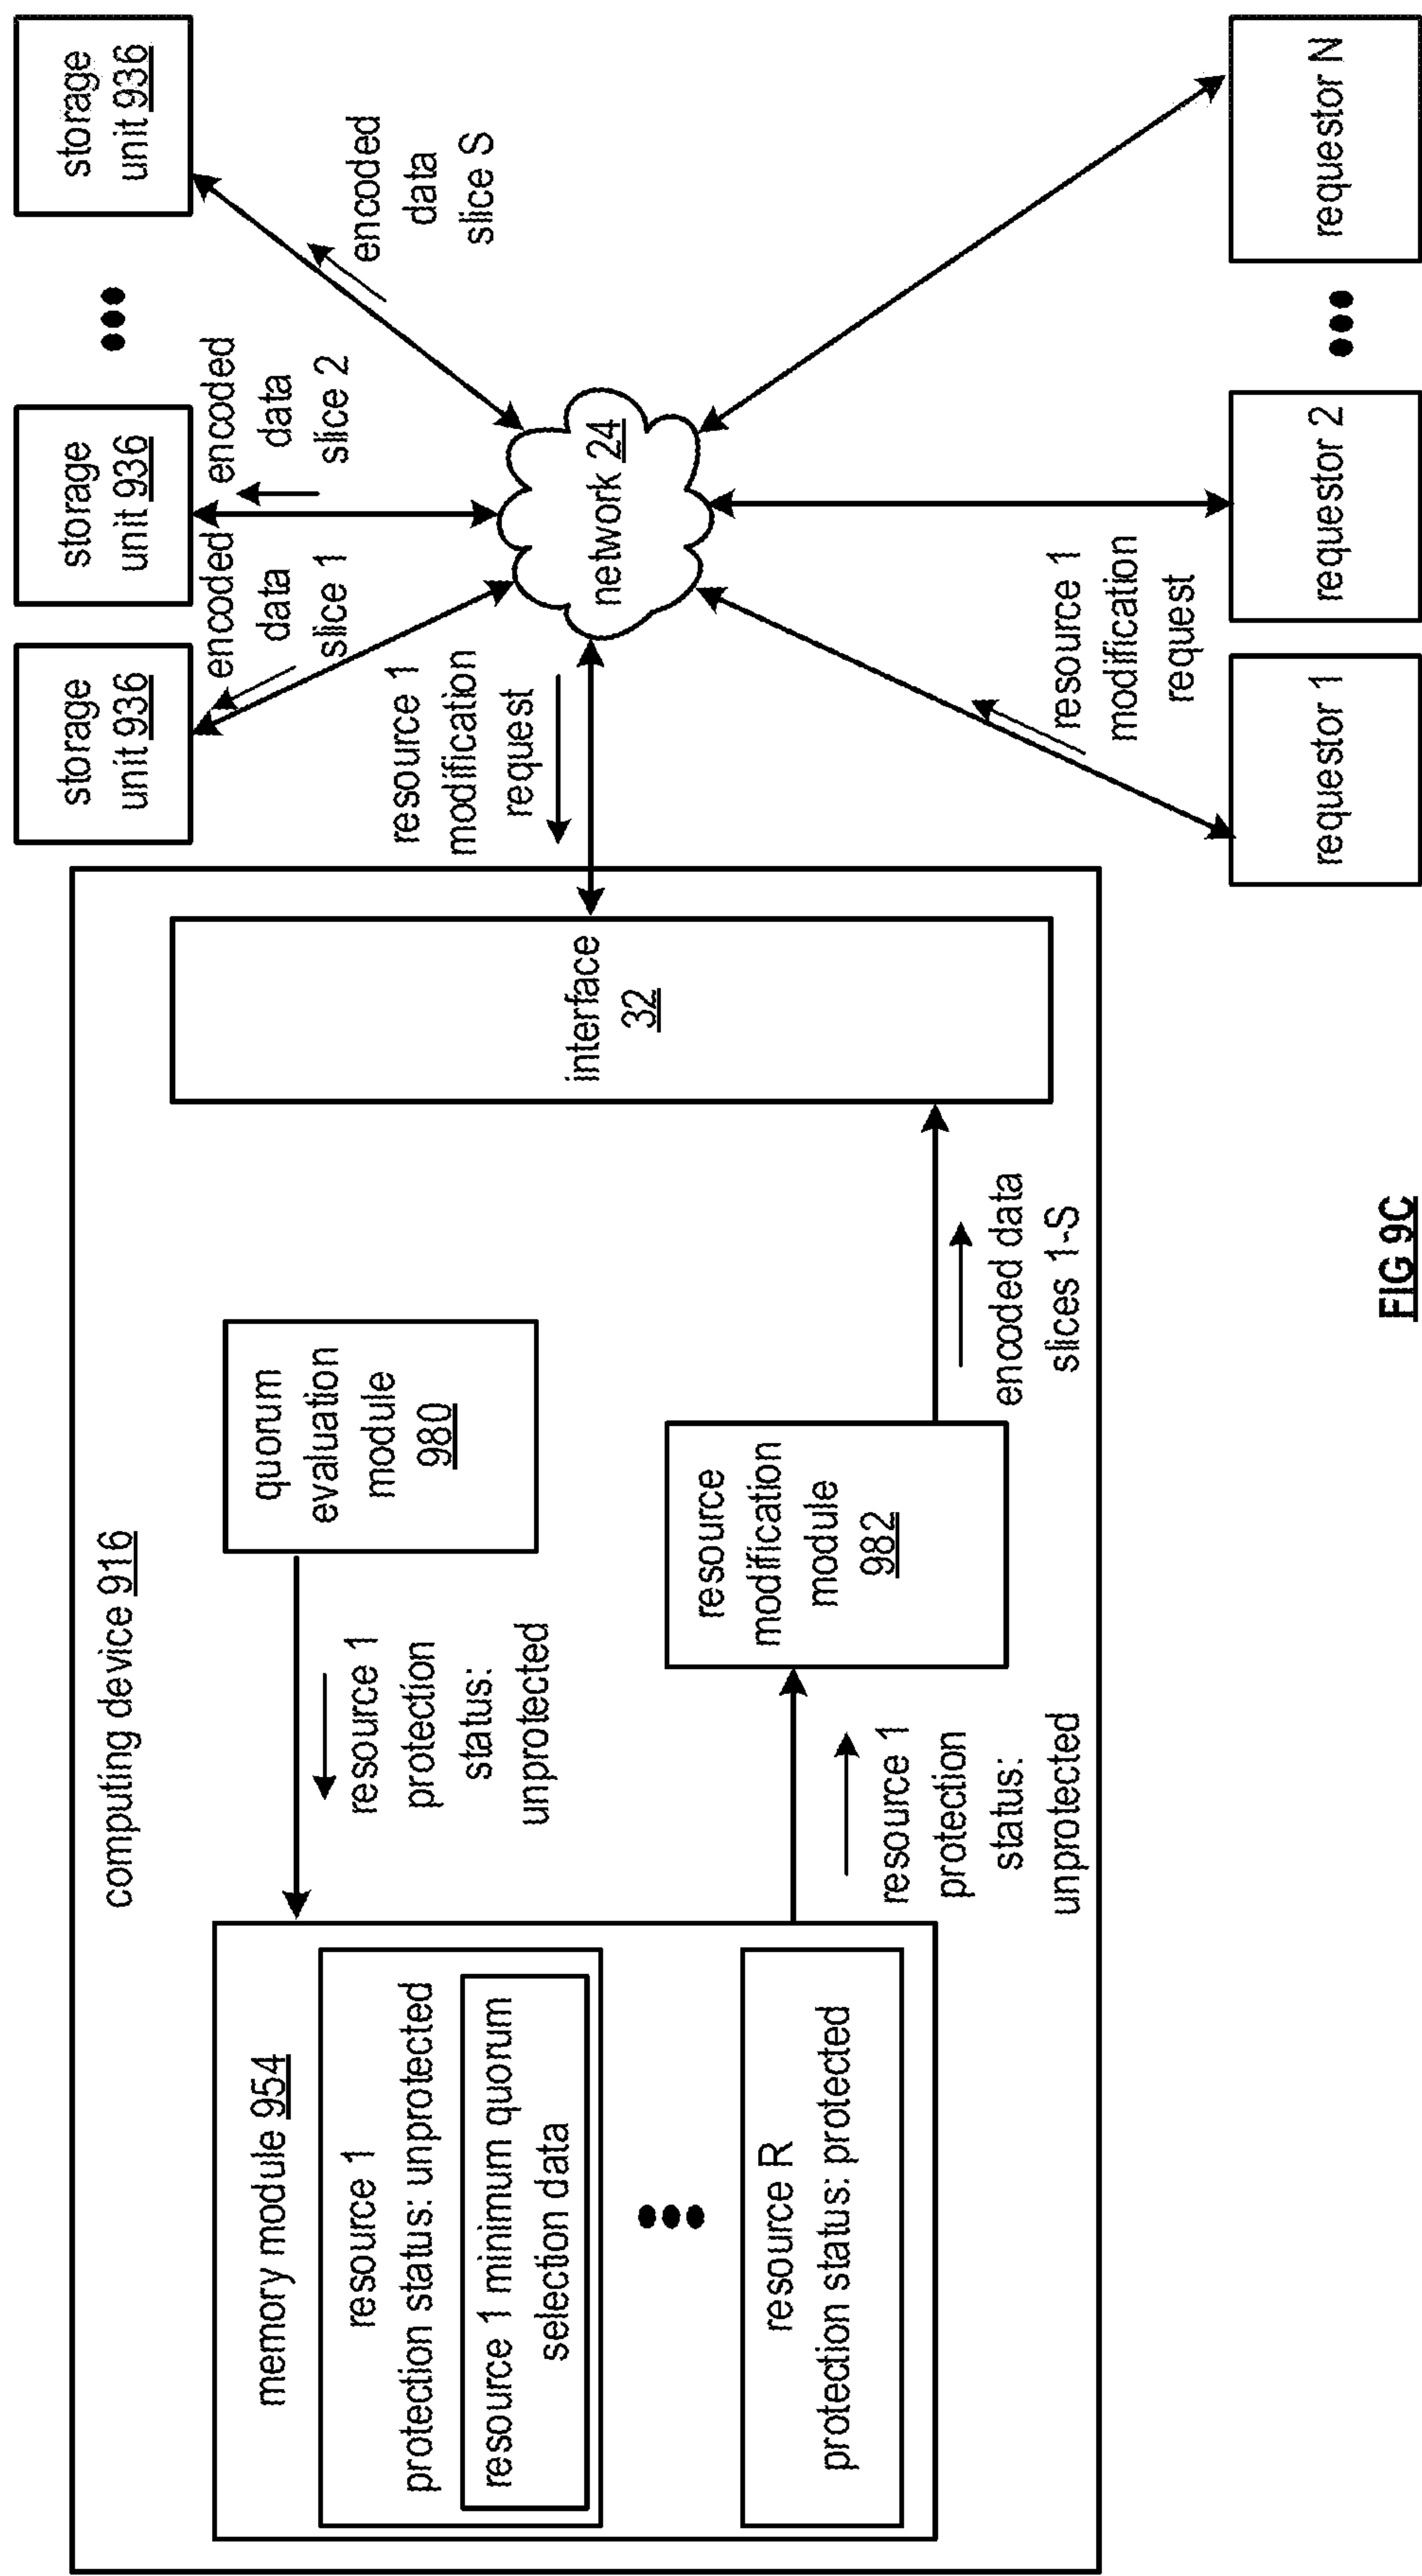 computing device 916
memory module 954
resource 1
protection status: unprotected
resource 1 minimum quorum
selection data
resource R
protection status: protected
resource 1
protection
status:
unprotected
quorum
evaluation
module
980
resource 1
protection
status:
unprotected
resource
modification
module
982
encoded data
slices 1-S
interface
32
resource 1
modification
request
network 24
storage
unit 936
encoded
data
slice 1
storage
unit 936
encoded
data
slice 2
storage
unit 936
encoded
data
slice S
resource 1
modification
request
requestor 1
requestor 2
requestor N
FIG 9C